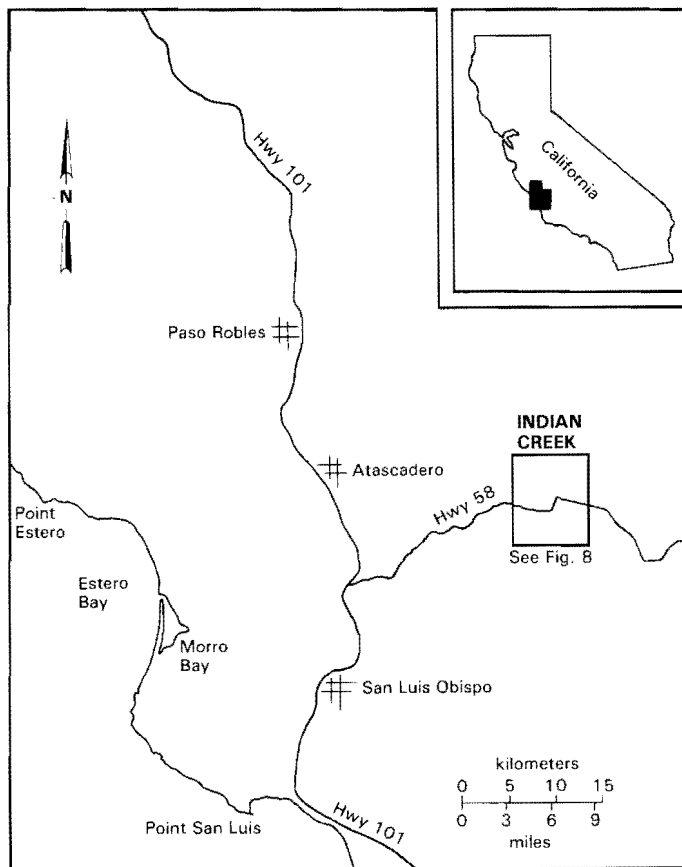 Hwy 101
California
N
Paso Robles
INDIAN
CREEK
Atascadero
Hwy 58
Point
Estero
See Fig. 8
Estero
Bay
Morro
Bay
San Luis Obispo
kilometers
0 5 10 15
0 3 6 9
miles
Point San Luis
Hwy 101